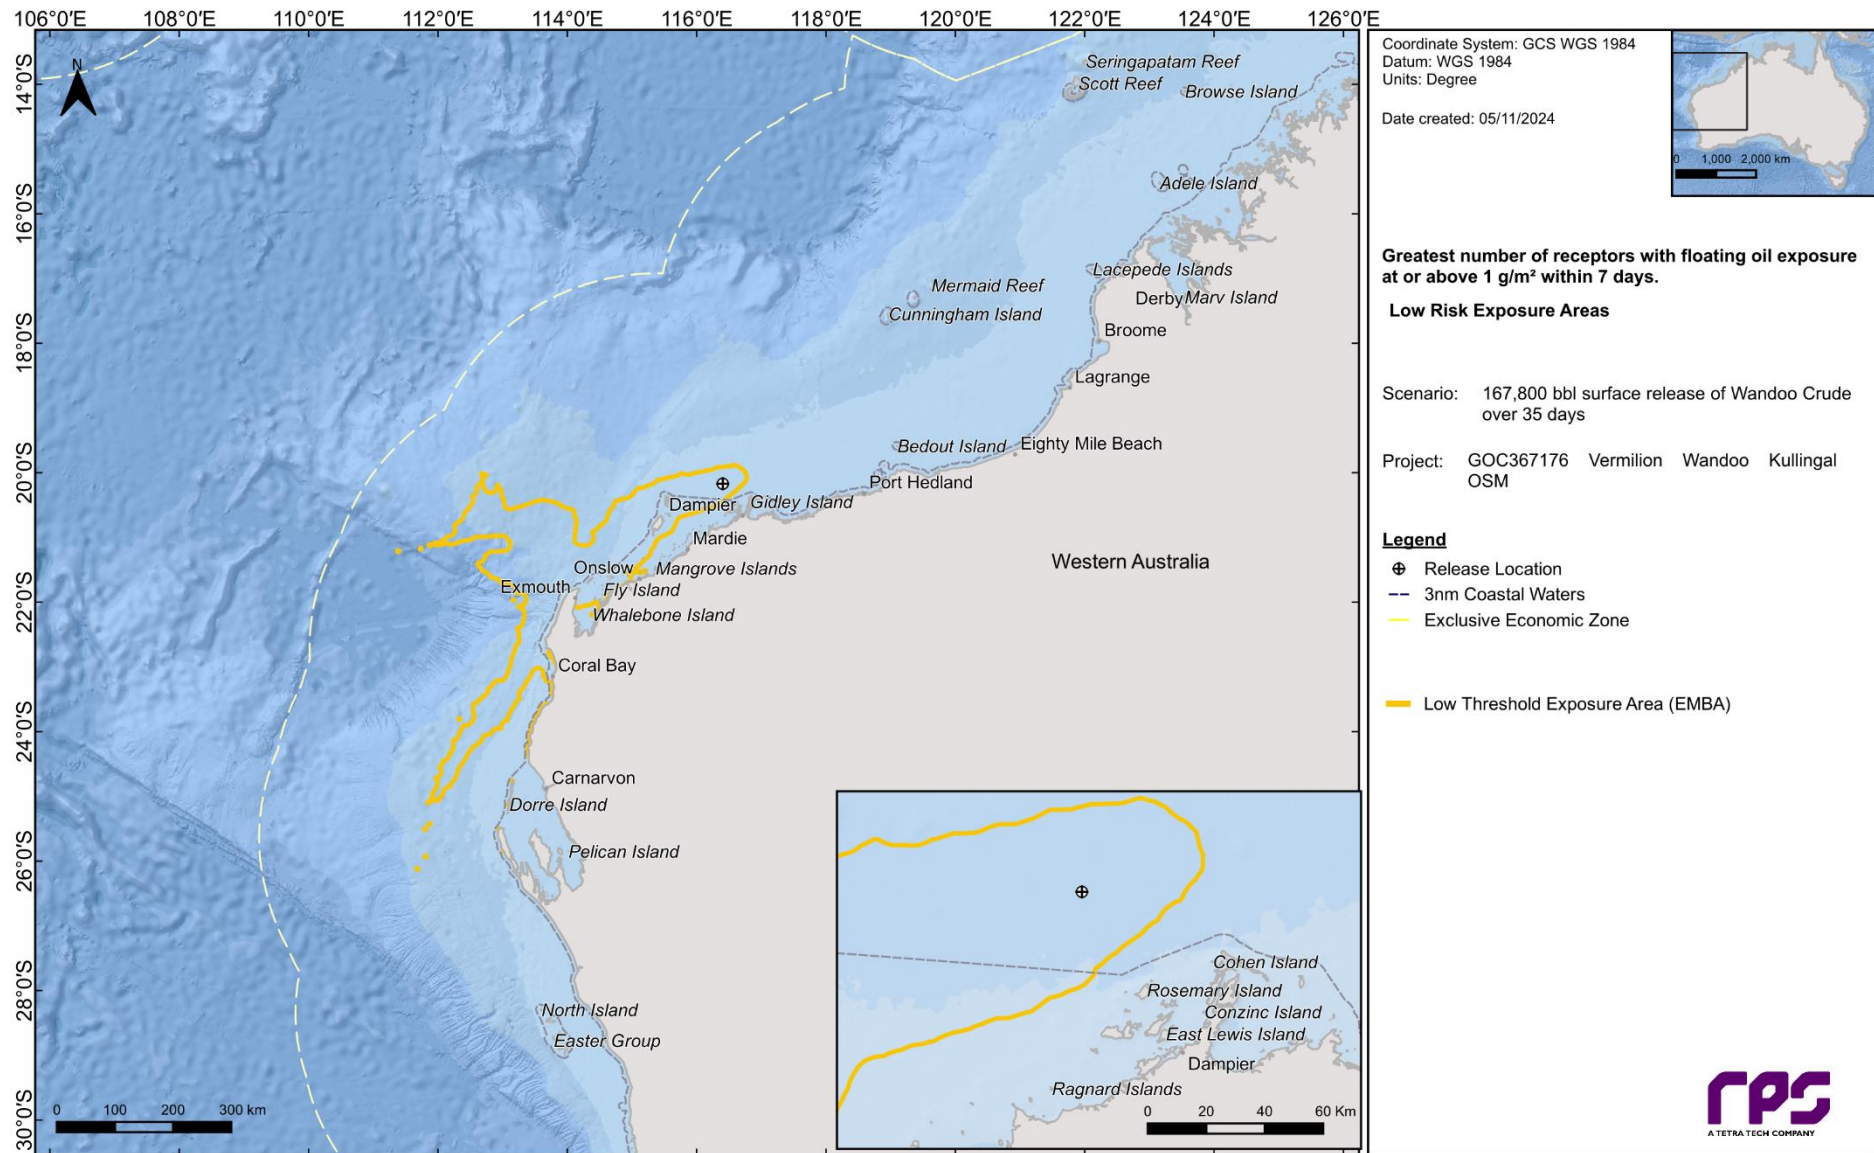 106°0'E 108°0'E 110°0'E 112°0'E 114°0'E 116°0'E 118°0'E 120°0'E 122°0'E 124°0'E 126°0'E
14°0'S
16°0'S
18°0'S
20°0'S
22°0'S
24°0'S
26°0'S
28°0'S
30°0'S
N
Seringapatam Reef
Scott Reef
Browse Island
Adele Island
Lacepede Islands
Mermaid Reef
Derby
Marv Island
Cunningham Island
Broome
Lagrange
Bedout Island
Eighty Mile Beach
Port Hedland
Dampier
Gidley Island
Mardie
Western Australia
Onslow
Mangrove Islands
Exmouth
Fly Island
Whalebone Island
Coral Bay
Carnarvon
Dorre Island
Pelican Island
North Island
Easter Group
0 100 200 300 km
Cohen Island
Rosemary Island
Conzinc Island
East Lewis Island
Dampier
Ragnard Islands
0 20 40 60 Km
Coordinate System: GCS WGS 1984
Datum: WGS 1984
Units: Degree
Date created: 05/11/2024
0 1,000 2,000 km
Greatest number of receptors with floating oil exposure
at or above 1 g/m² within 7 days.
Low Risk Exposure Areas
Scenario: 167,800 bbl surface release of Wandoo Crude
over 35 days
Project: GOC367176 Vermilion Wandoo Kullingal
OSM
Legend
Release Location
3nm Coastal Waters
Exclusive Economic Zone
Low Threshold Exposure Area (EMBA)
rps
A TETRA TECH COMPANY